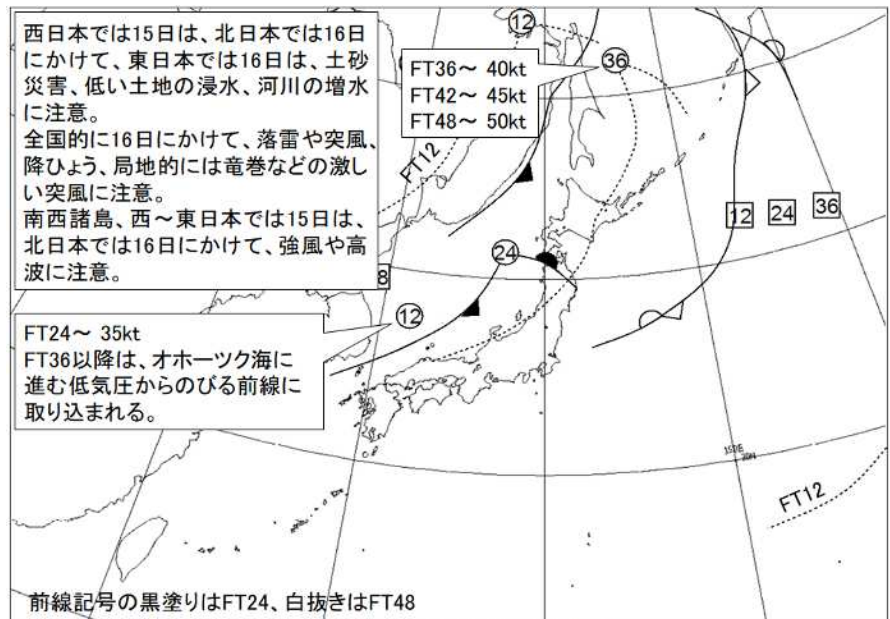 西日本では15日は、北日本では16日
にかけて、東日本では16日は、土砂
災害、低い土地の浸水、河川の増水
に注意。
全国的に16日にかけて、落雷や突風、
降ひょう、局地的には竜巻などの激し
い突風に注意。
南西諸島、西～東日本では15日は、
北日本では16日にかけて、強風や高
波に注意。
12
FT36～ 40kt
FT42～ 45kt
FT48～ 50kt
36
FT12
12
24
36
24
8
12
FT24～ 35kt
FT36以降は、オホーツク海に
進む低気圧からのびる前線に
取り込まれる。
150E
30N
FT12
前線記号の黒塗りはFT24、白抜きはFT48